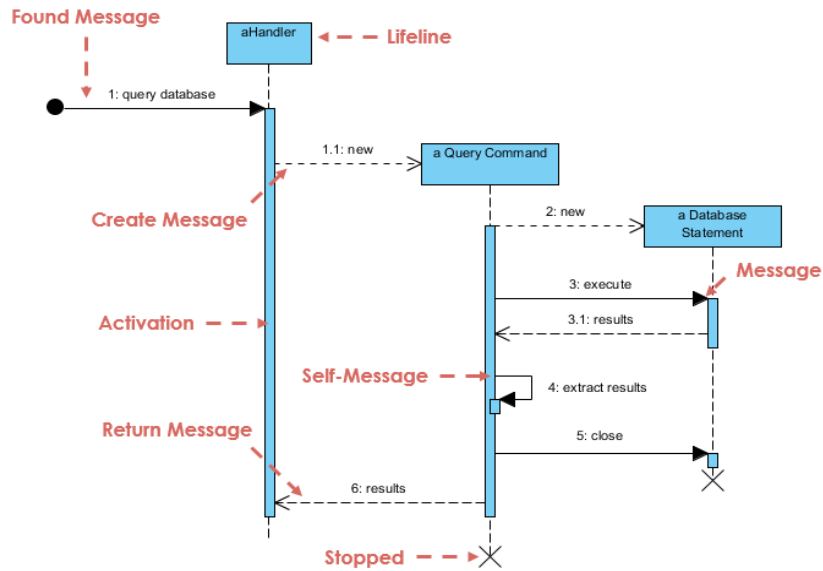 Found Message
aHandler
Lifeline
1: query database
1.1: new
a Query Command
Create Message
2: new
a Database
Statement
Message
3: execute
Activation
3.1: results
Self-Message
4: extract results
Return Message
5: close
6: results
Stopped